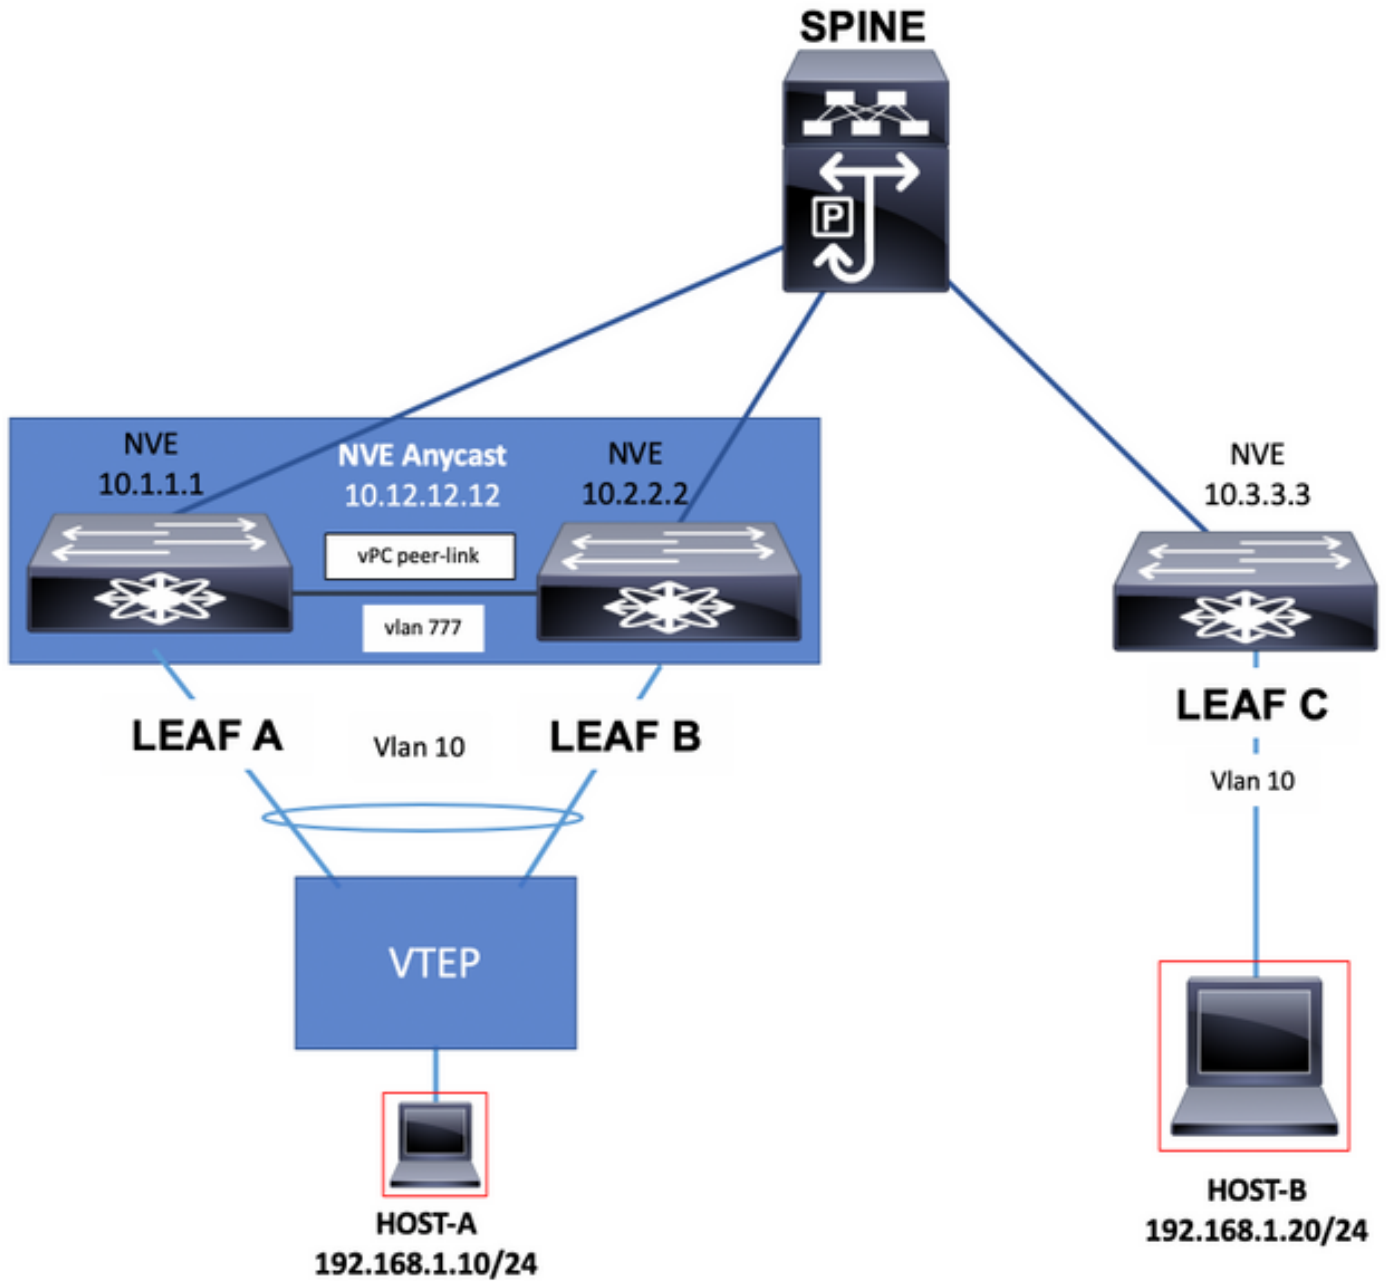 SPINE
P
NVE
10.1.1.1
NVE Anycast
10.12.12.12
NVE
10.2.2.2
NVE
10.3.3.3
vPC peer-link
vlan 777
LEAF A
Vlan 10
LEAF B
LEAF C
Vlan 10
VTEP
HOST-A
192.168.1.10/24
HOST-B
192.168.1.20/24